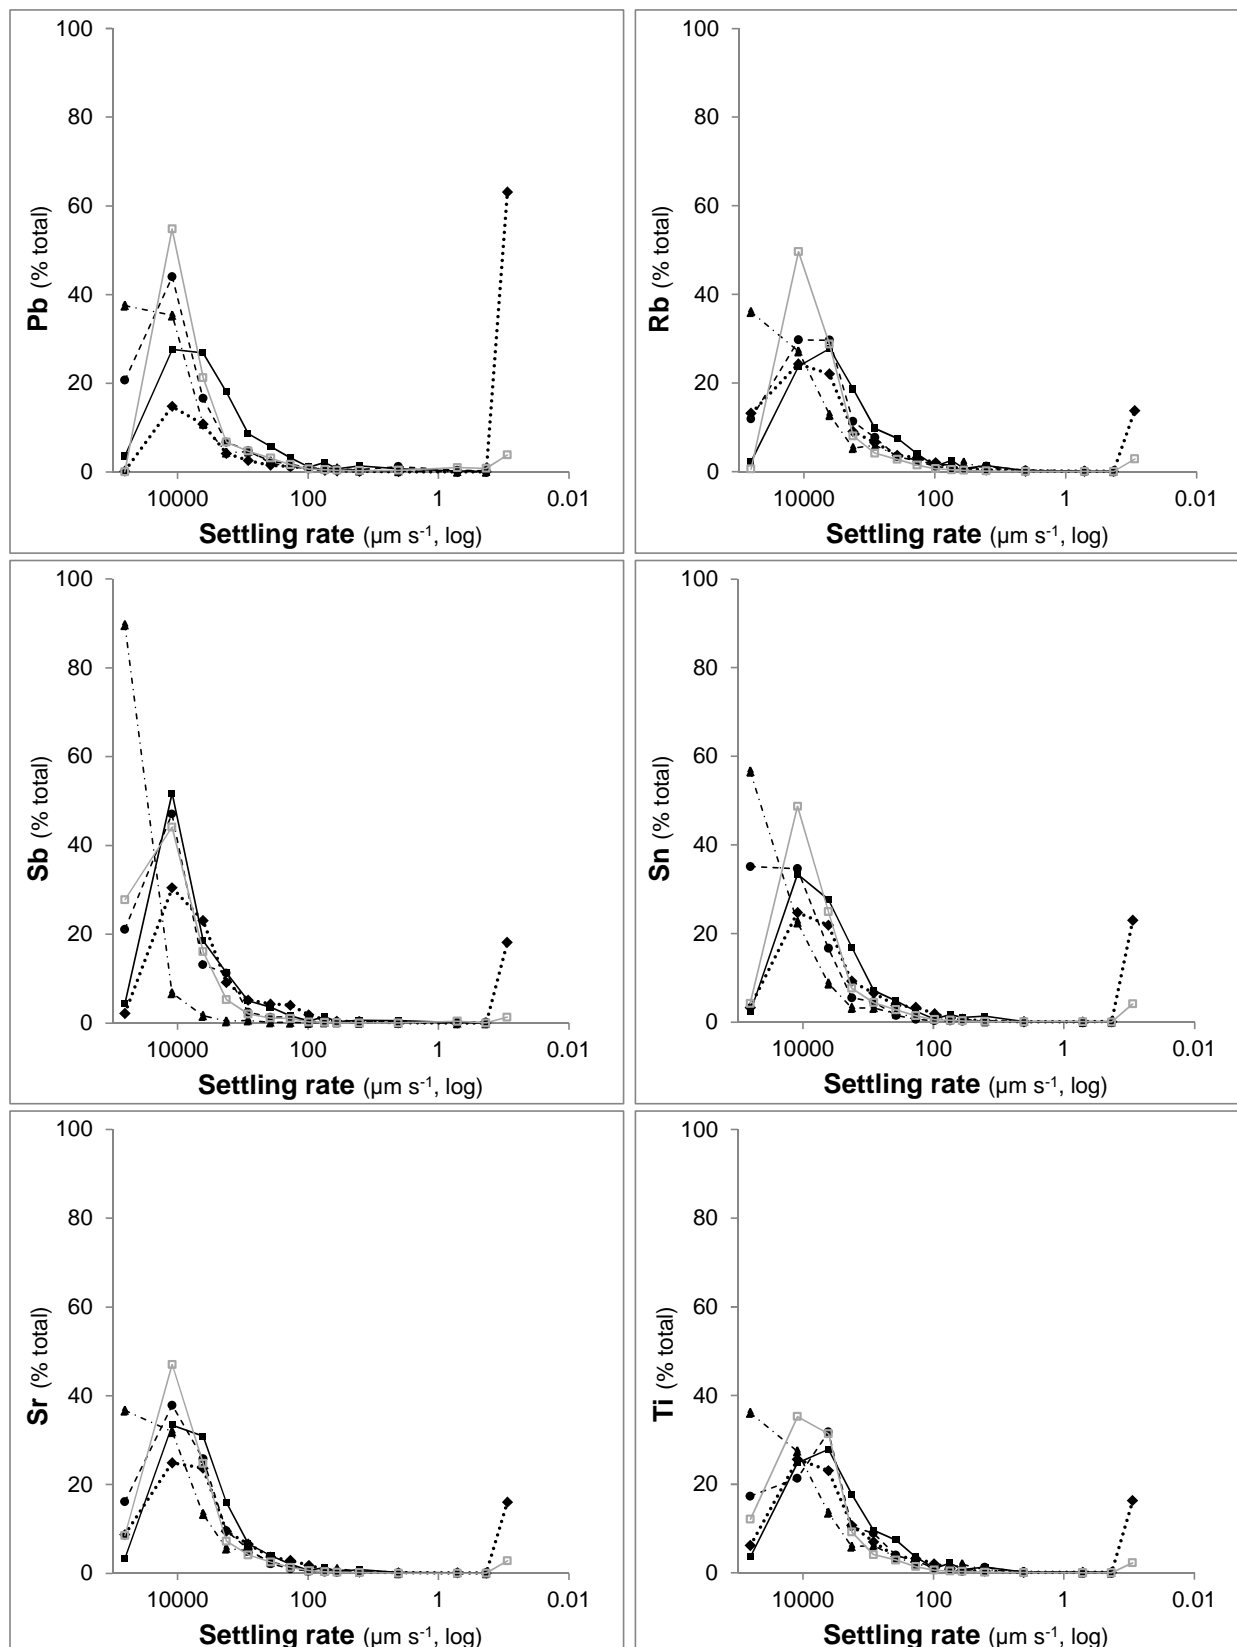 100
80
60
40
20
0
Pb (% total)
10000 100 1 0.01
Settling rate (µm s⁻¹, log)
100
80
60
40
20
0
Rb (% total)
10000 100 1 0.01
Settling rate (µm s⁻¹, log)
100
80
60
40
20
0
Sb (% total)
10000 100 1 0.01
Settling rate (µm s⁻¹, log)
100
80
60
40
20
0
Sn (% total)
10000 100 1 0.01
Settling rate (µm s⁻¹, log)
100
80
60
40
20
0
Sr (% total)
10000 100 1 0.01
Settling rate (µm s⁻¹, log)
100
80
60
40
20
0
Ti (% total)
10000 100 1 0.01
Settling rate (µm s⁻¹, log)